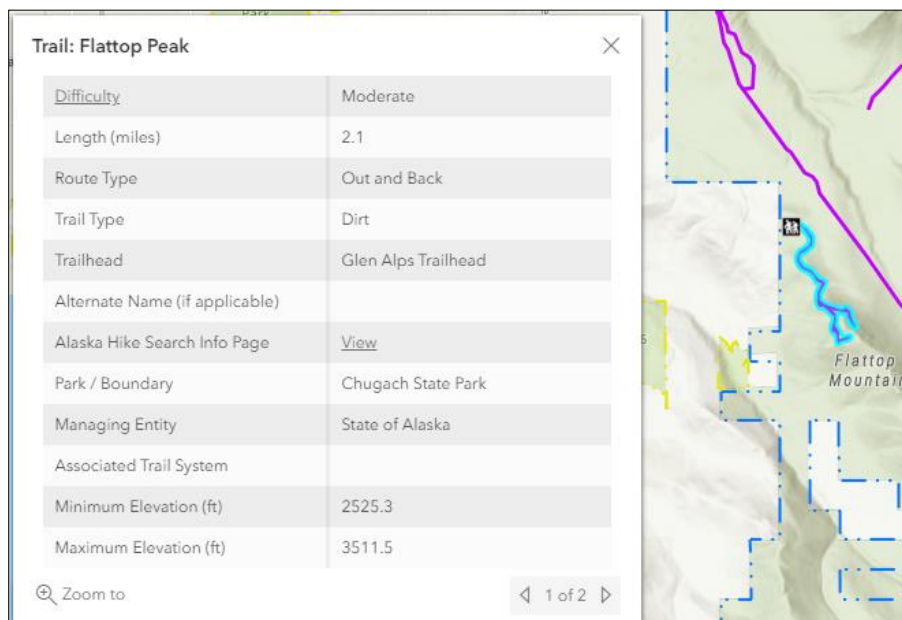 Park
Trail: Flattop Peak
Difficulty Moderate
Length (miles) 2.1
Route Type Out and Back
Trail Type Dirt
Trailhead Glen Alps Trailhead
Alternate Name (if applicable)
Alaska Hike Search Info Page View
Park / Boundary Chugach State Park
Managing Entity State of Alaska
Associated Trail System
Minimum Elevation (ft) 2525.3
Maximum Elevation (ft) 3511.5
Zoom to
1 of 2
Flattop
Mountain